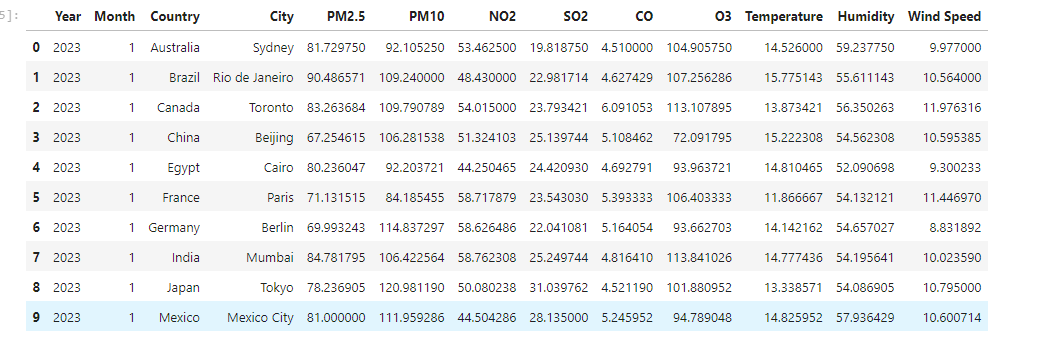 5]:
Year Month Country City PM2.5 PM10 NO2 SO2 CO O3 Temperature Humidity Wind Speed
0 2023 1 Australia Sydney 81.729750 92.105250 53.462500 19.818750 4.510000 104.905750 14.526000 59.237750 9.977000
1 2023 1 Brazil Rio de Janeiro 90.486571 109.240000 48.430000 22.981714 4.627429 107.256286 15.775143 55.611143 10.564000
2 2023 1 Canada Toronto 83.263684 109.790789 54.015000 23.793421 6.091053 113.107895 13.873421 56.350263 11.976316
3 2023 1 China Beijing 67.254615 106.281538 51.324103 25.139744 5.108462 72.091795 15.222308 54.562308 10.595385
4 2023 1 Egypt Cairo 80.236047 92.203721 44.250465 24.420930 4.692791 93.963721 14.810465 52.090698 9.300233
5 2023 1 France Paris 71.131515 84.185455 58.717879 23.543030 5.393333 106.403333 11.866667 54.132121 11.446970
6 2023 1 Germany Berlin 69.993243 114.837297 58.626486 22.041081 5.164054 93.662703 14.142162 54.657027 8.831892
7 2023 1 India Mumbai 84.781795 106.422564 58.762308 25.249744 4.816410 113.841026 14.777436 54.195641 10.023590
8 2023 1 Japan Tokyo 78.236905 120.981190 50.080238 31.039762 4.521190 101.880952 13.338571 54.086905 10.795000
9 2023 1 Mexico Mexico City 81.000000 111.959286 44.504286 28.135000 5.245952 94.789048 14.825952 57.936429 10.600714